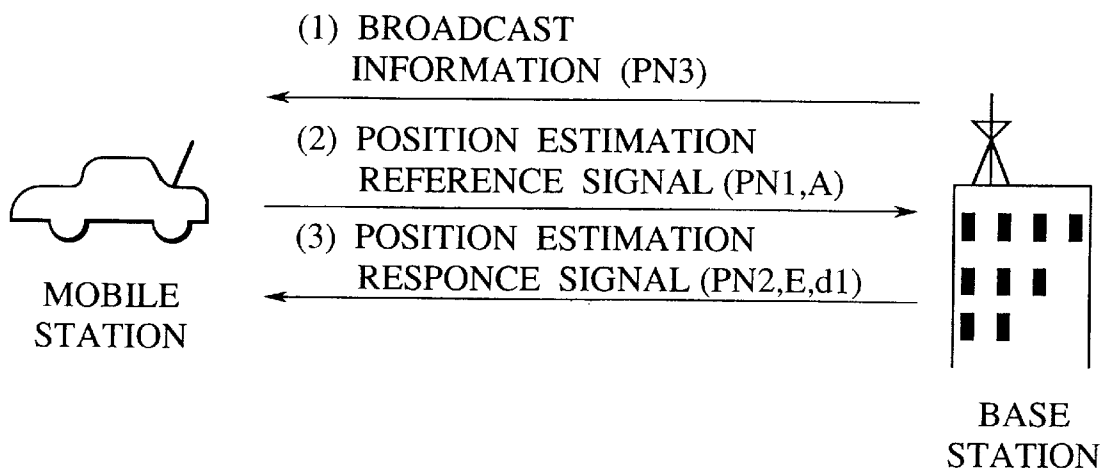 (1) BROADCAST
INFORMATION (PN3)
(2) POSITION ESTIMATION
REFERENCE SIGNAL (PN1,A)
(3) POSITION ESTIMATION
RESPONCE SIGNAL (PN2,E,d1)
MOBILE
STATION
BASE
STATION